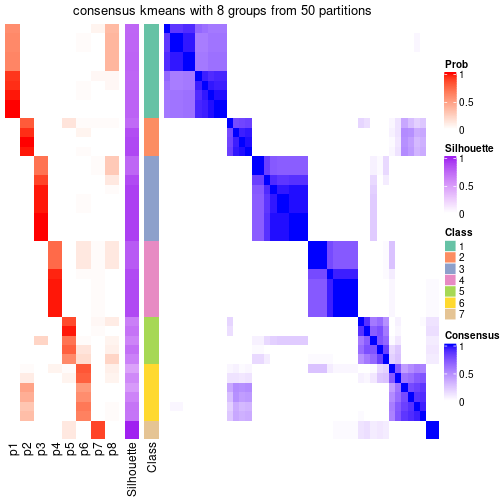 consensus kmeans with 8 groups from 50 partitions
Prob
1
0.5
0
Silhouette
1
0.5
0
Class
1
2
3
4
5
6
7
Consensus
1
0.5
0
p1
p2
p3
p4
p5
p6
p7
p8
Silhouette
Class